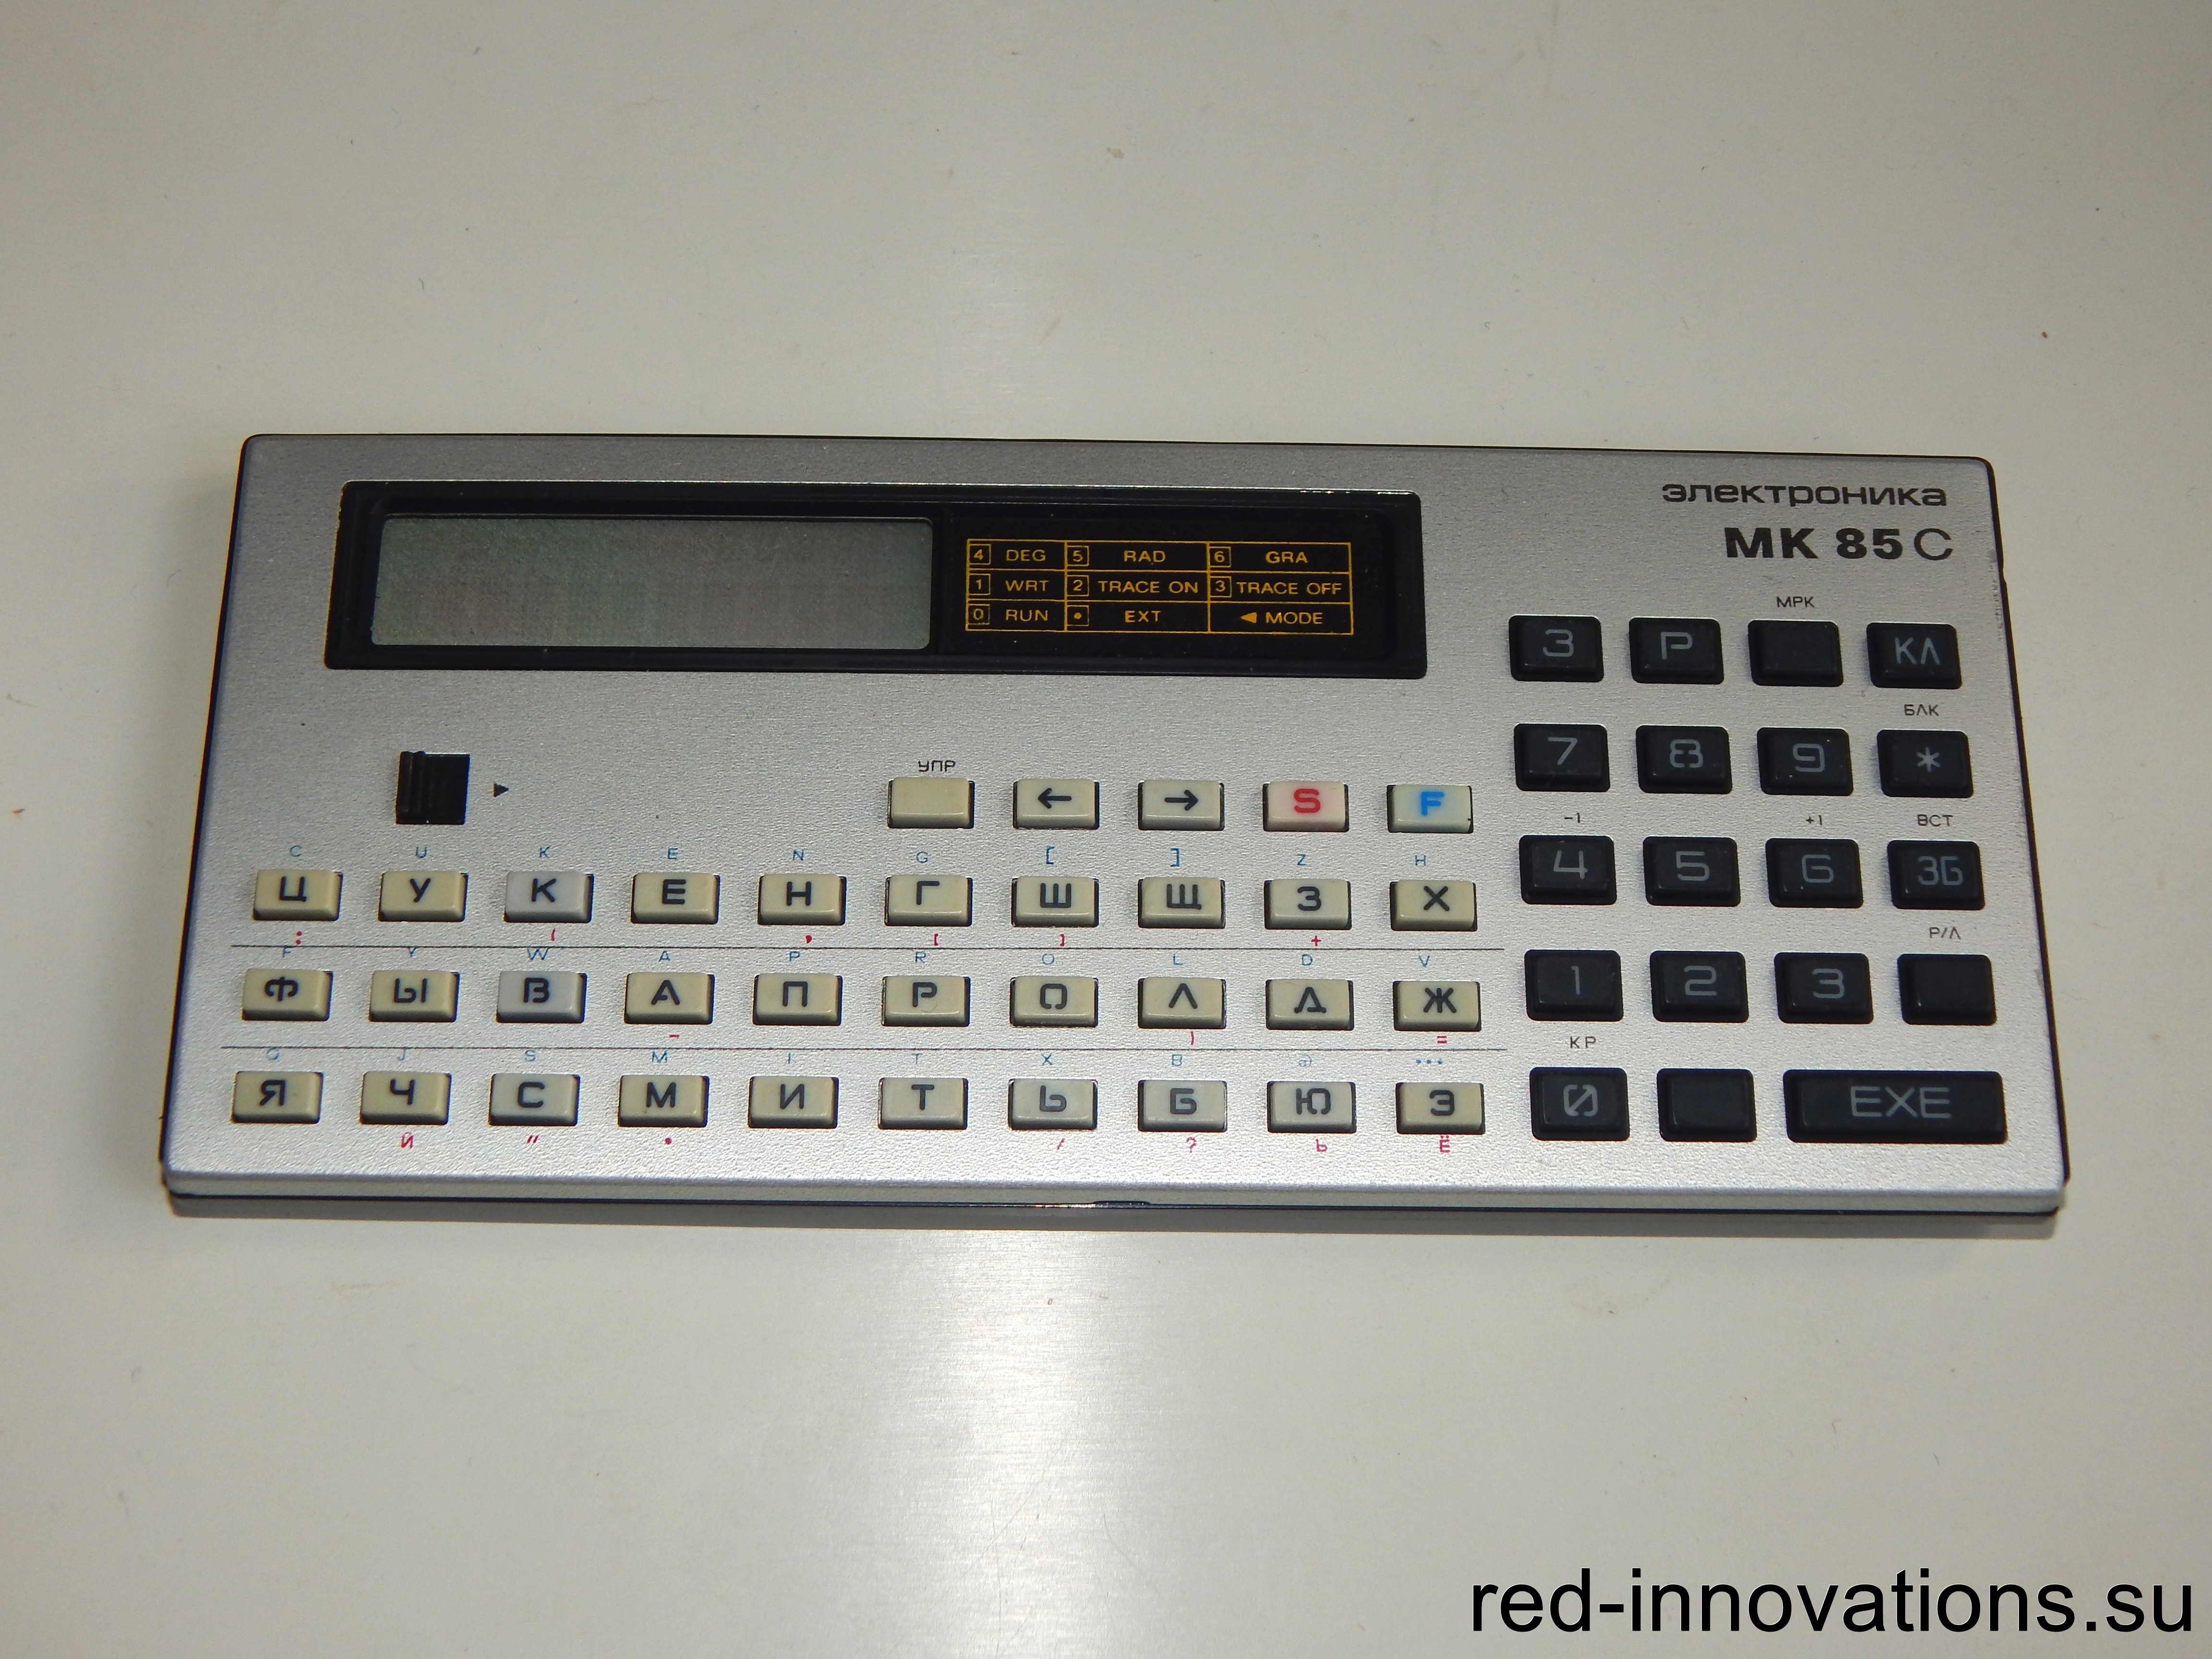 электроника
МК 85 С
4 DEG 5 RAD 6 GRA
1 WRT 2 TRACE ON 3 TRACE OFF
0 RUN • EXT ◄ MODE
МРК
З Р КЛ
БЛК
7 8 9 *
-1 +1 ВСТ
4 5 6 ЗБ
Р/Л
1 2 3
КР
0 EXE
УПР
← → S F
C U K E N G [ ] Z H
Ц У К Е Н Г Ш Щ З Х
: ( , [ ] +
F Y W A P R O L D V
Ф Ы В А П Р О Л Д Ж
- ) =
Q J S M I T X B @ •••
Я Ч С М И Т Ь Б Ю Э
Й " • / ? Ъ Ё
red-innovations.su